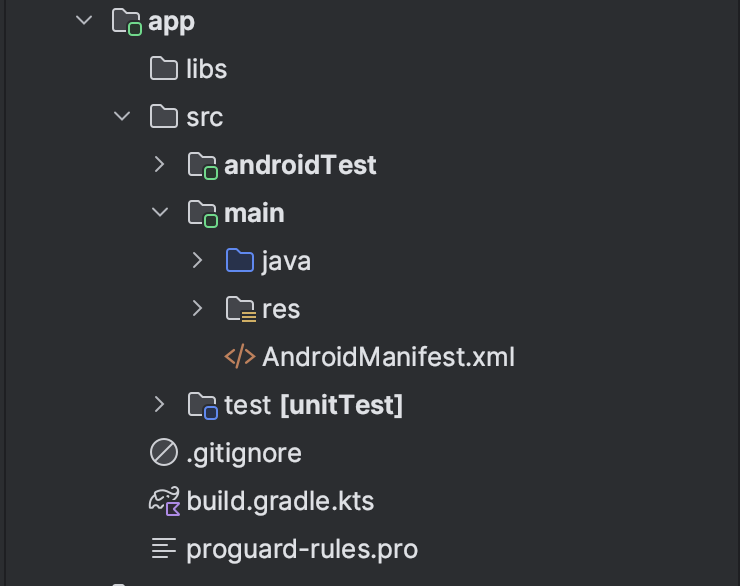 app
libs
src
androidTest
main
java
res
</> AndroidManifest.xml
test [unitTest]
.gitignore
build.gradle.kts
proguard-rules.pro